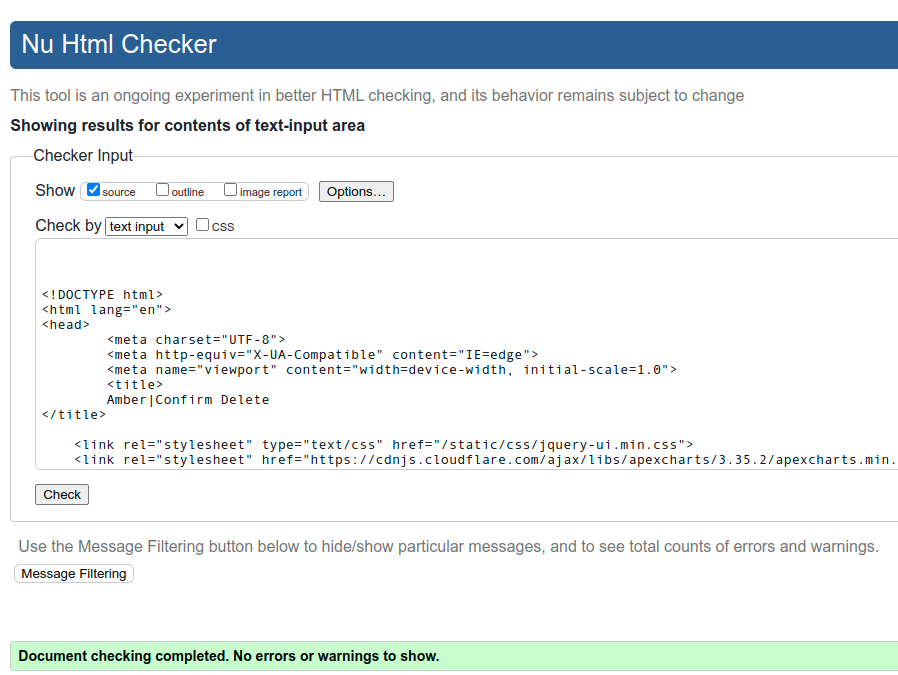 Nu Html Checker
This tool is an ongoing experiment in better HTML checking, and its behavior remains subject to change
Showing results for contents of text-input area
Checker Input
Show source outline image report Options...
Check by text input CSS
<!DOCTYPE html>
<html lang="en">
<head>
<meta charset="UTF-8">
<meta http-equiv="X-UA-Compatible" content="IE=edge">
<meta name="viewport" content="width=device-width, initial-scale=1.0">
<title>
Amber|Confirm Delete
</title>
<link rel="stylesheet" type="text/css" href="/static/css/jquery-ui.min.css">
<link rel="stylesheet" href="https://cdnjs.cloudflare.com/ajax/libs/apexcharts/3.35.2/apexcharts.min.
Check
Use the Message Filtering button below to hide/show particular messages, and to see total counts of errors and warnings.
Message Filtering
Document checking completed. No errors or warnings to show.